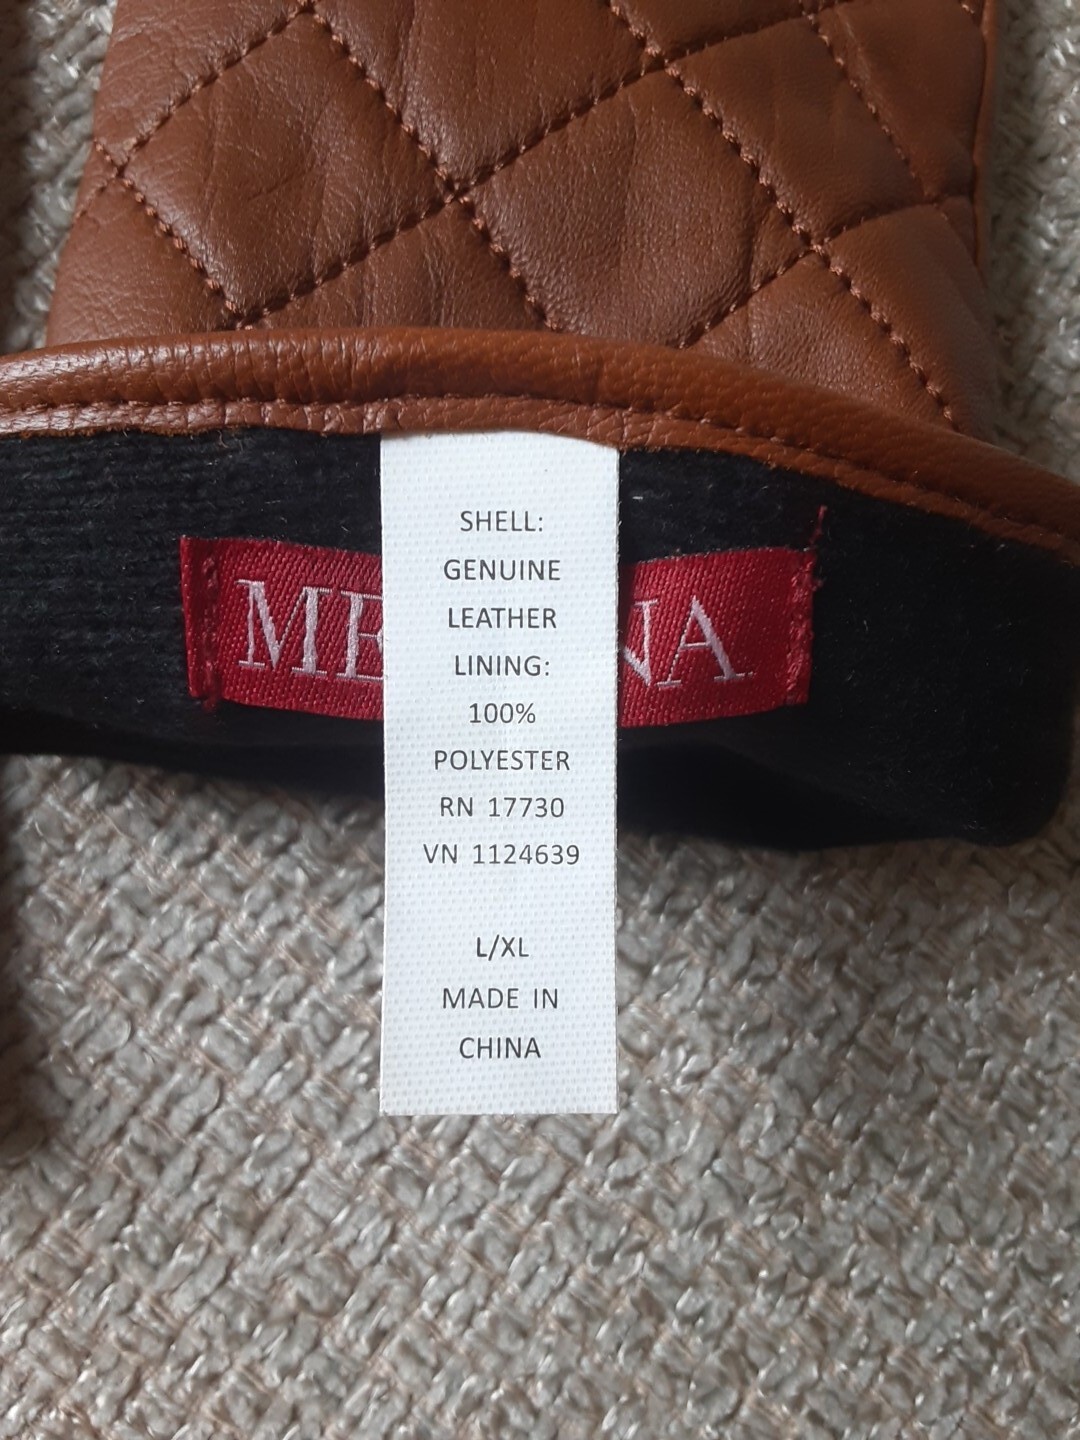 SHELL:
GENUINE
LEATHER
LINING:
100%
POLYESTER
RN 17730
VN 1124639
L/XL
MADE IN
CHINA